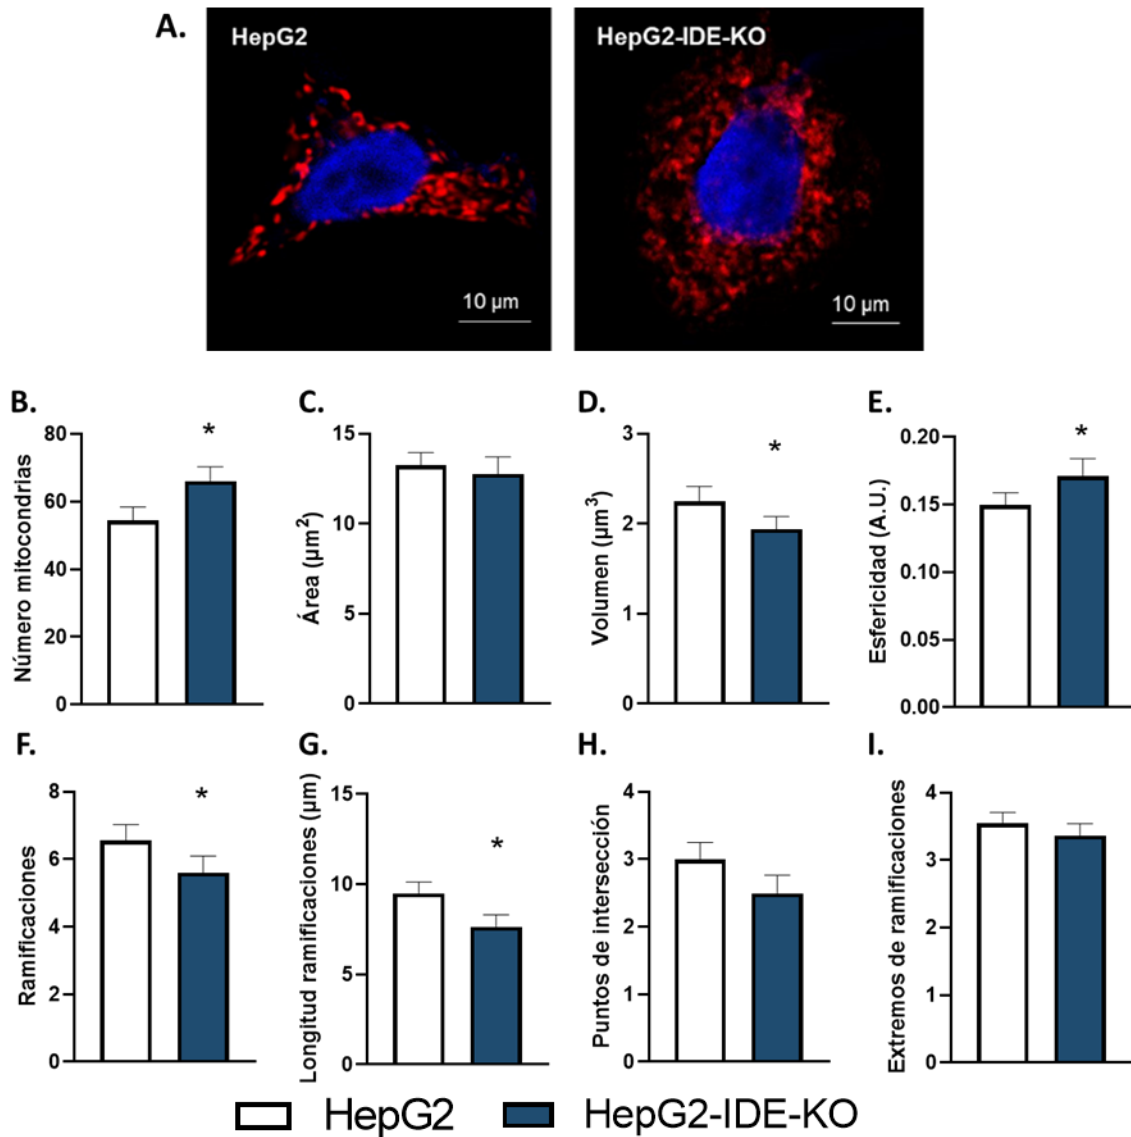 A.
HepG2
HepG2-IDE-KO
10 µm
10 µm
B.
C.
D.
E.
Número mitocondrias
80
60
40
20
0
*
Área (µm²)
15
10
5
0
Volumen (µm³)
3
2
1
0
*
Esfericidad (A.U.)
0.20
0.15
0.10
0.05
0.00
*
F.
G.
H.
I.
Ramificaciones
8
6
4
2
0
*
Longitud ramificaciones (µm)
15
10
5
0
*
Puntos de intersección
4
3
2
1
0
Extremos de ramificaciones
4
3
2
1
0
HepG2
HepG2-IDE-KO